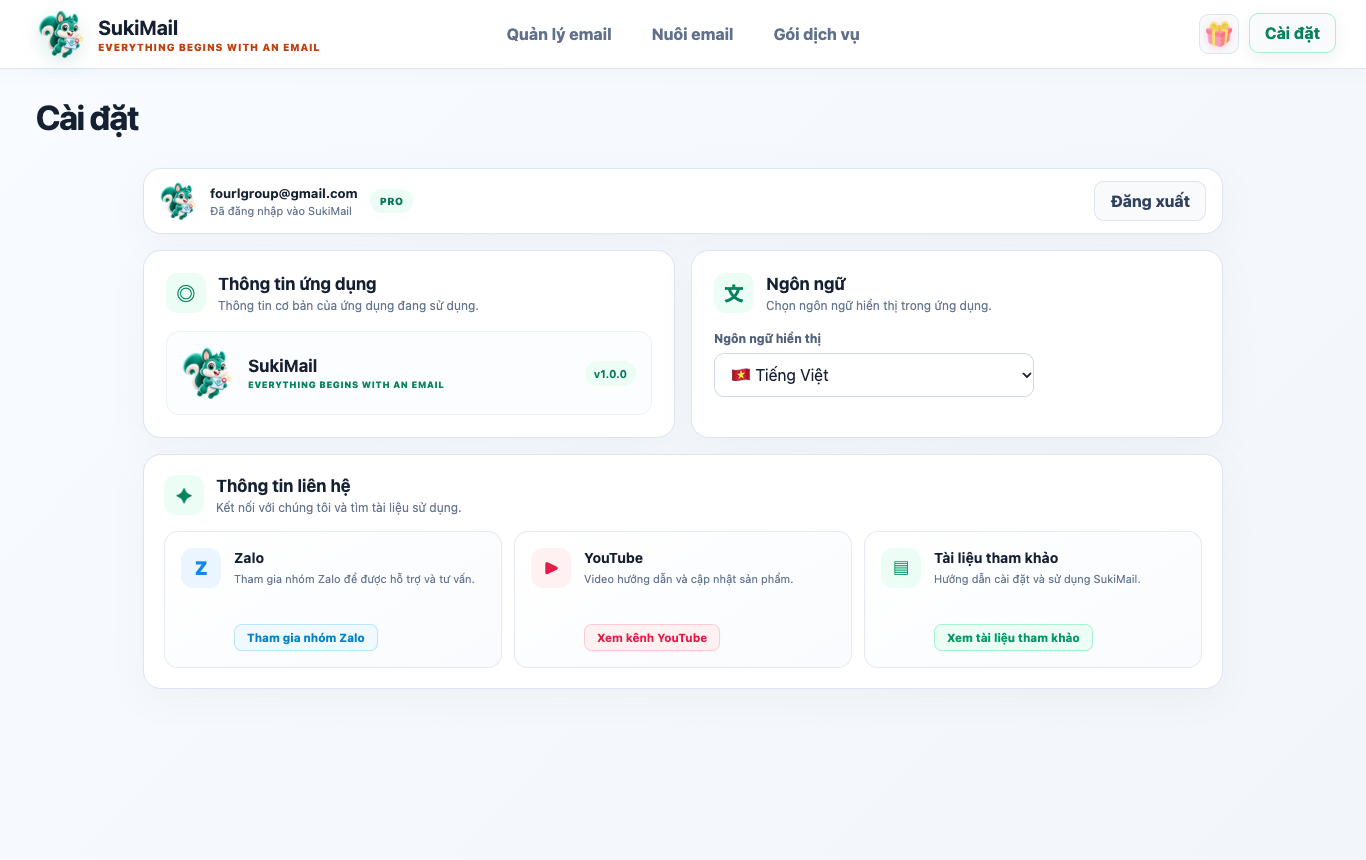 SukiMail
EVERYTHING BEGINS WITH AN EMAIL
Quản lý email
Nuôi email
Gói dịch vụ
Cài đặt
Cài đặt
fourlgroup@gmail.com
Đã đăng nhập vào SukiMail
PRO
Đăng xuất
Thông tin ứng dụng
Thông tin cơ bản của ứng dụng đang sử dụng.
SukiMail
EVERYTHING BEGINS WITH AN EMAIL
v1.0.0
文
Ngôn ngữ
Chọn ngôn ngữ hiển thị trong ứng dụng.
Ngôn ngữ hiển thị
Tiếng Việt
Thông tin liên hệ
Kết nối với chúng tôi và tìm tài liệu sử dụng.
Z
Zalo
Tham gia nhóm Zalo để được hỗ trợ và tư vấn.
Tham gia nhóm Zalo
YouTube
Video hướng dẫn và cập nhật sản phẩm.
Xem kênh YouTube
Tài liệu tham khảo
Hướng dẫn cài đặt và sử dụng SukiMail.
Xem tài liệu tham khảo